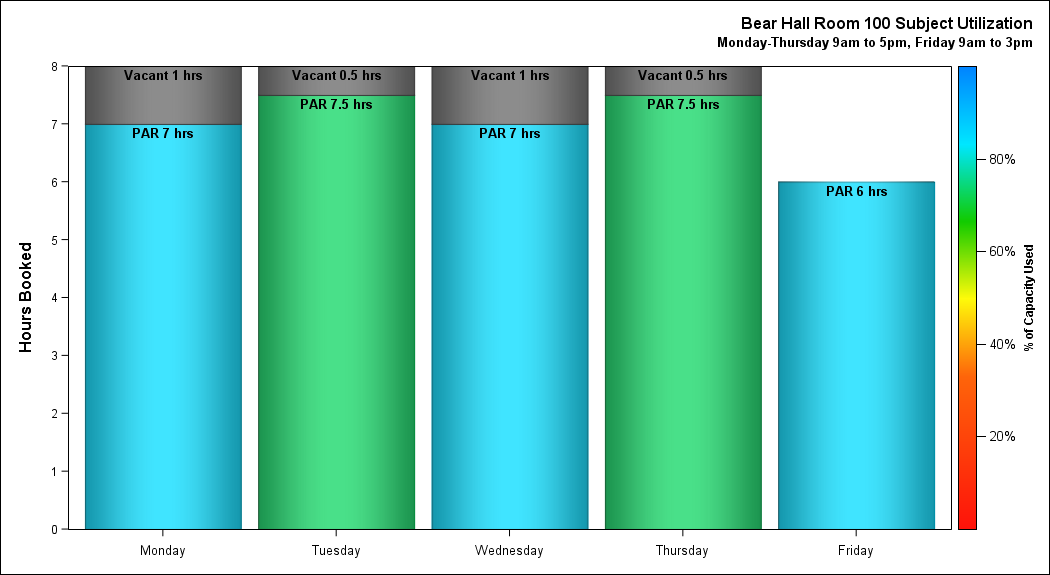 Bear Hall Room 100 Subject Utilization
Monday-Thursday 9am to 5pm, Friday 9am to 3pm
Hours Booked
8
7
6
5
4
3
2
1
0
Vacant 1 hrs
PAR 7 hrs
Vacant 0.5 hrs
PAR 7.5 hrs
Vacant 1 hrs
PAR 7 hrs
Vacant 0.5 hrs
PAR 7.5 hrs
PAR 6 hrs
Monday
Tuesday
Wednesday
Thursday
Friday
80%
60%
40%
20%
% of Capacity Used